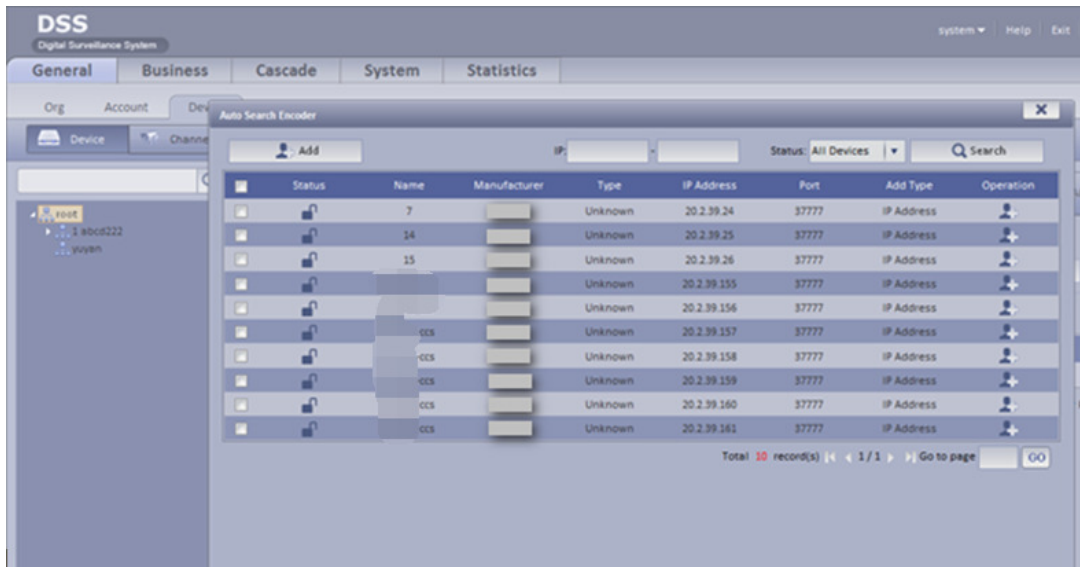 DSS
Digital Surveillance System
system Help Exit
General Business Cascade System Statistics
Org Account
Auto Search Encoder X
Device
Add IP: - Status: All Devices Search
Status Name Manufacturer Type IP Address Port Add Type Operation
root
1 abcd222
yuyan
7 Unknown 20.2.39.24 37777 IP Address
14 Unknown 20.2.39.25 37777 IP Address
15 Unknown 20.2.39.26 37777 IP Address
Unknown 20.2.39.155 37777 IP Address
Unknown 20.2.39.156 37777 IP Address
ccs Unknown 20.2.39.157 37777 IP Address
ccs Unknown 20.2.39.158 37777 IP Address
ccs Unknown 20.2.39.159 37777 IP Address
ccs Unknown 20.2.39.160 37777 IP Address
ccs Unknown 20.2.39.161 37777 IP Address
Total 10 record(s) 1 / 1 Go to page GO